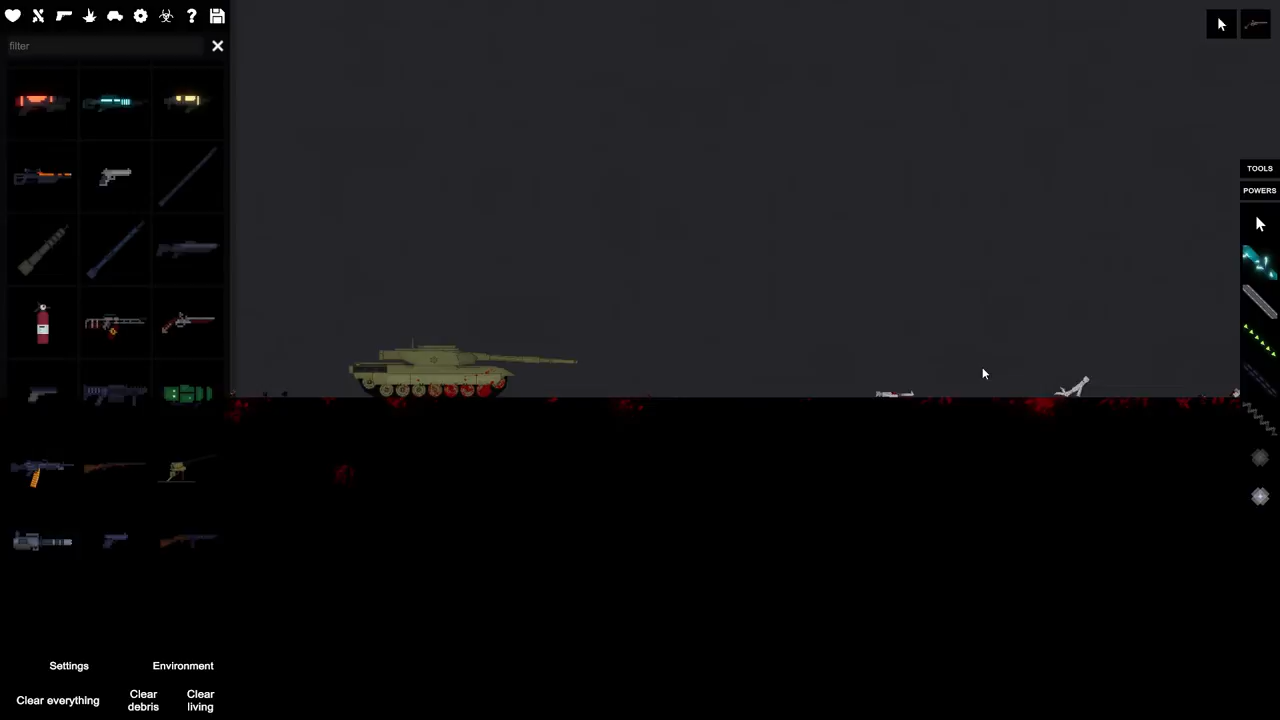 ?
filter
TOOLS
POWERS
Settings
Environment
Clear everything
Clear
debris
Clear
living